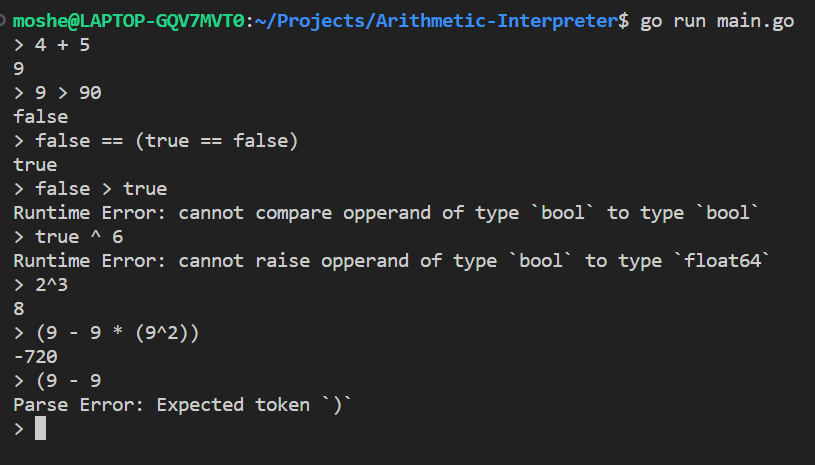 moshe@LAPTOP-GQV7MVT0:~/Projects/Arithmetic-Interpreter$ go run main.go
> 4 + 5
9
> 9 > 90
false
> false == (true == false)
true
> false > true
Runtime Error: cannot compare opperand of type `bool` to type `bool`
> true ^ 6
Runtime Error: cannot raise opperand of type `bool` to type `float64`
> 2^3
8
> (9 - 9 * (9^2))
-720
> (9 - 9
Parse Error: Expected token `)`
>